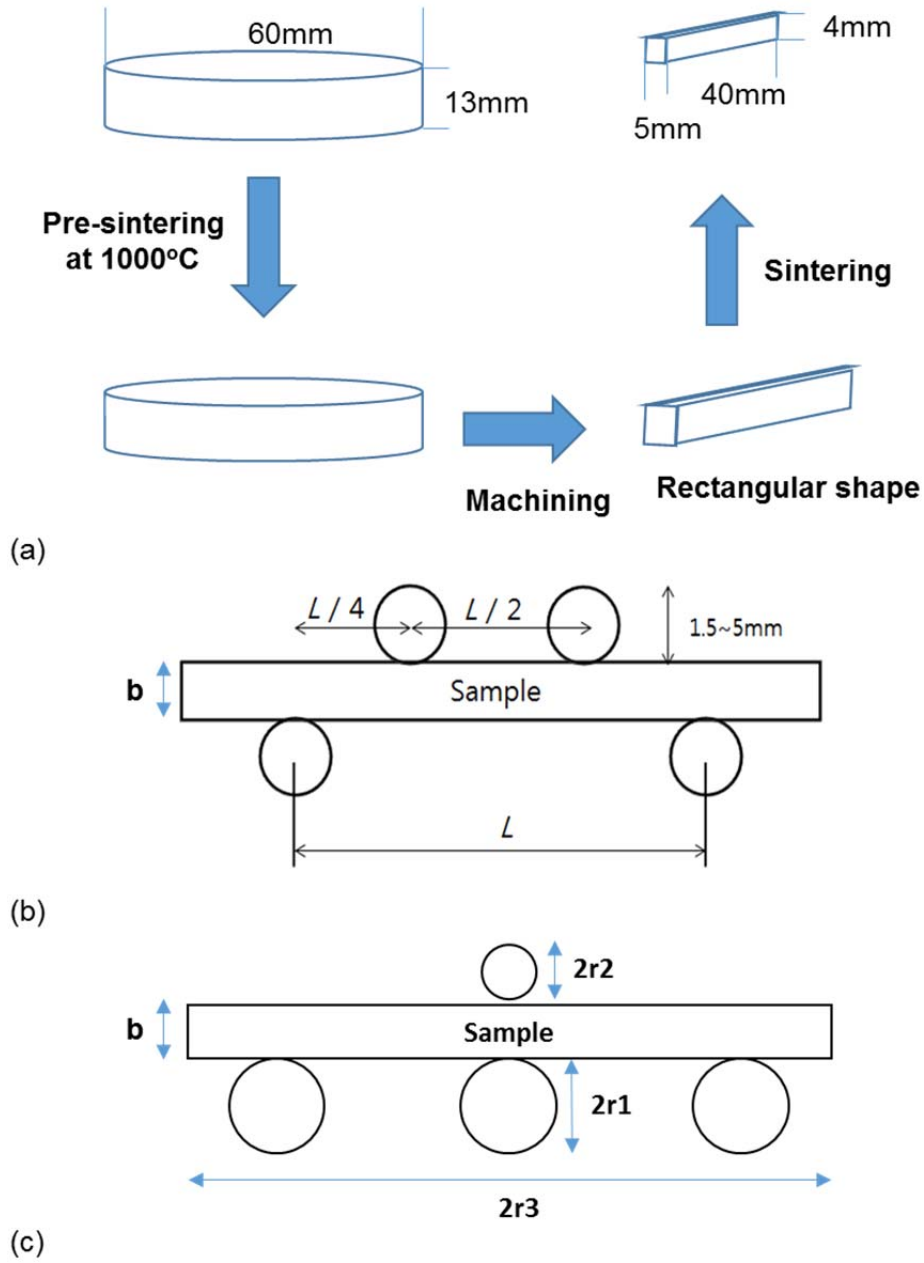 60mm
13mm
4mm
40mm
5mm
Pre-sintering
at 1000°C
Sintering
Machining
Rectangular shape
(a)
L / 4
L / 2
1.5~5mm
b
Sample
L
(b)
2r2
b
Sample
2r1
2r3
(c)